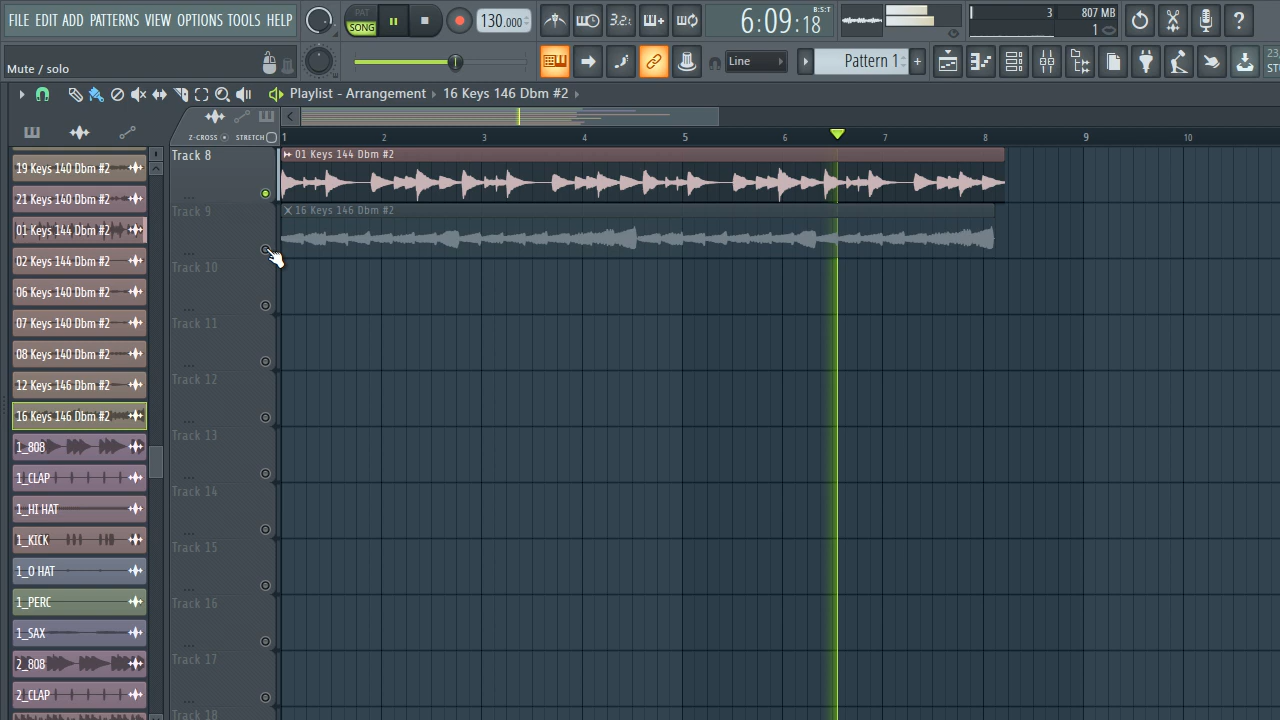 FILE EDIT ADD PATTERNS VIEW OPTIONS TOOLS HELP
PAT
SONG
130.000
3.2.
6:09:18
B:S:T
3
807 MB
1
?
Mute / solo
Line
Pattern 1
+
23
Playlist - Arrangement
16 Keys 146 Dbm #2
Z-CROSS
STRETCH
1 2 3 4 5 6 7 8 9 10
19 Keys 140 Dbm #2
21 Keys 140 Dbm #2
01 Keys 144 Dbm #2
02 Keys 144 Dbm #2
06 Keys 140 Dbm #2
07 Keys 140 Dbm #2
08 Keys 140 Dbm #2
12 Keys 146 Dbm #2
16 Keys 146 Dbm #2
1_808
1_CLAP
1_HI HAT
1_KICK
1_O HAT
1_PERC
1_SAX
2_808
2_CLAP
Track 8
01 Keys 144 Dbm #2
Track 9
16 Keys 146 Dbm #2
Track 10
Track 11
Track 12
Track 13
Track 14
Track 15
Track 16
Track 17
Track 18